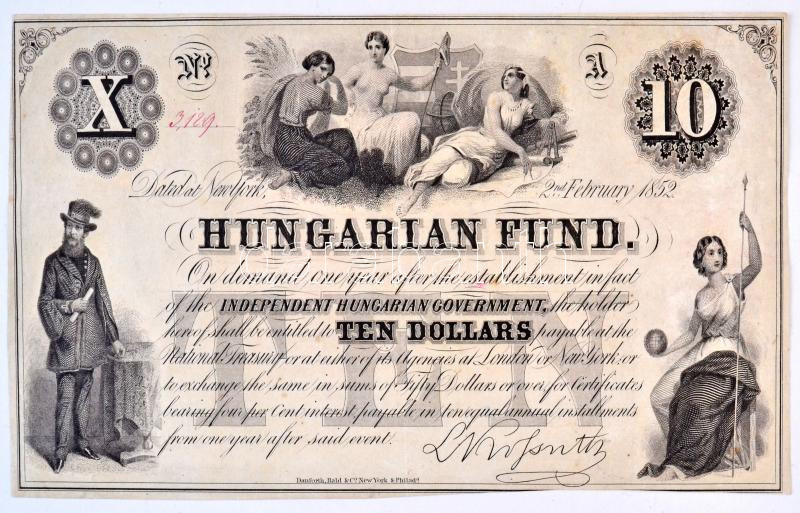 X
No
A
10
3,129.
Dated at New York, 2nd February 1852.
HUNGARIAN FUND.
On demand, one year after the establishment, in fact
of the INDEPENDENT HUNGARIAN GOVERNMENT, the holder
hereof shall be entitled to TEN DOLLARS payable at the
National Treasury or at either of its Agencies at London or New York, or
to exchange the same in sums of Fifty Dollars or over, for Certificates
bearing four per Cent interest, payable in ten equal annual installments
from one year after said event.
TEN
L Kossuth
Danforth, Bald & Co. New York & Philada.